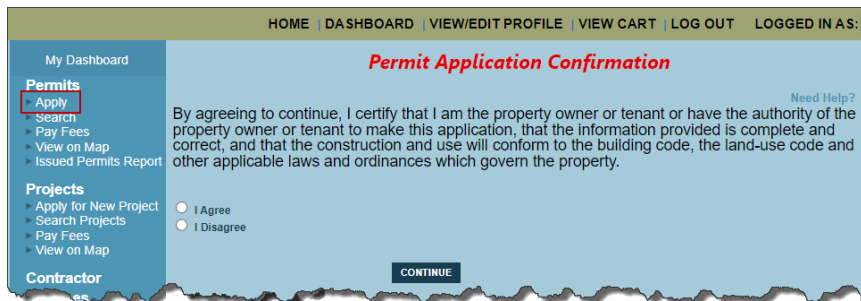 HOME | DASHBOARD | VIEW/EDIT PROFILE | VIEW CART | LOG OUT LOGGED IN AS:
My Dashboard
Permits
Apply
Search
Pay Fees
View on Map
Issued Permits Report
Projects
Apply for New Project
Search Projects
Pay Fees
View on Map
Contractor
Permit Application Confirmation
Need Help?
By agreeing to continue, I certify that I am the property owner or tenant or have the authority of the
property owner or tenant to make this application, that the information provided is complete and
correct, and that the construction and use will conform to the building code, the land-use code and
other applicable laws and ordinances which govern the property.
I Agree
I Disagree
CONTINUE